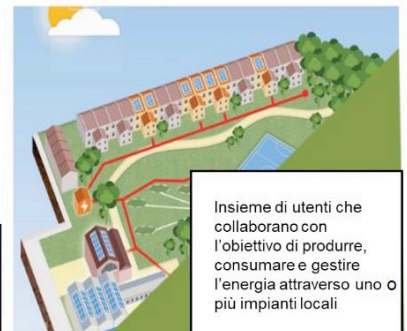 Insieme di utenti che
collaborano con
l'obiettivo di produrre,
consumare e gestire
l'energia attraverso uno o
più impianti locali